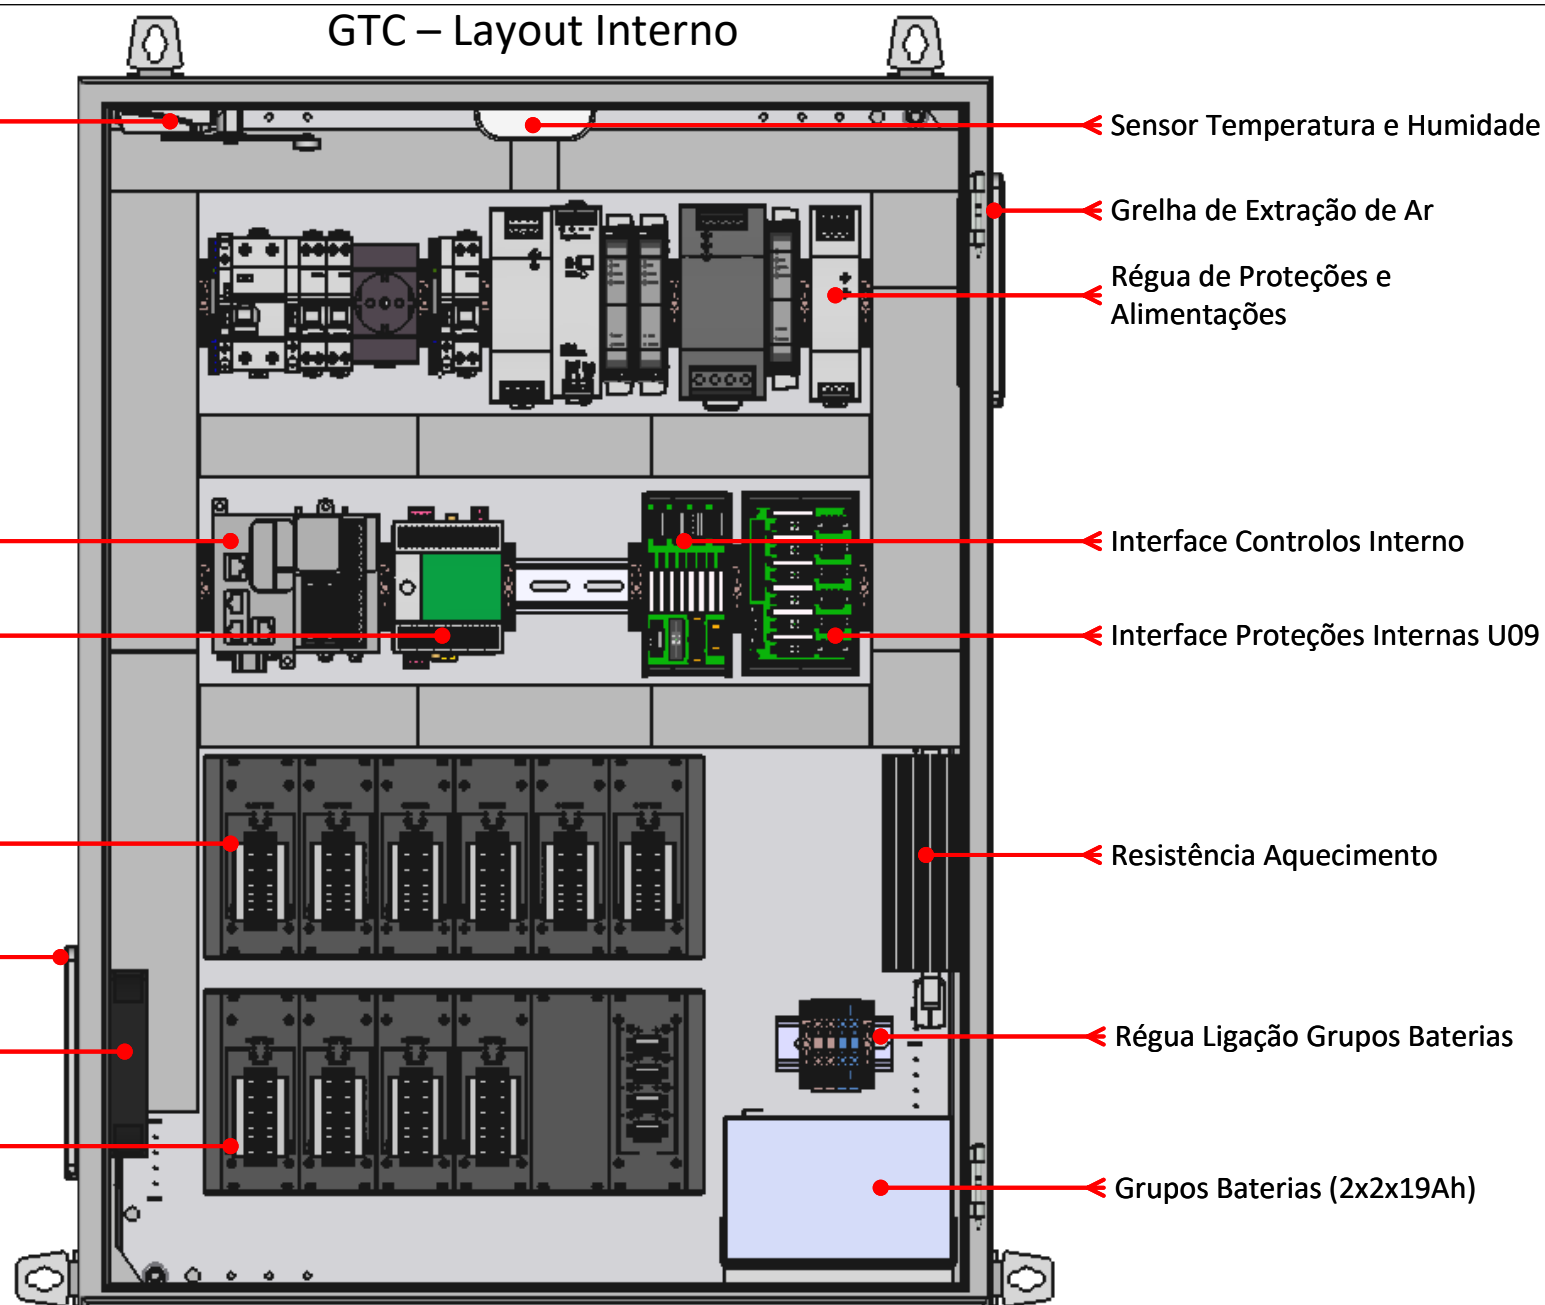 GTC – Layout Interno
Sensor Temperatura e Humidade
Grelha de Extração de Ar
Régua de Proteções e
Alimentações
Interface Controlos Interno
Interface Proteções Internas U09
Resistência Aquecimento
Régua Ligação Grupos Baterias
Grupos Baterias (2x2x19Ah)